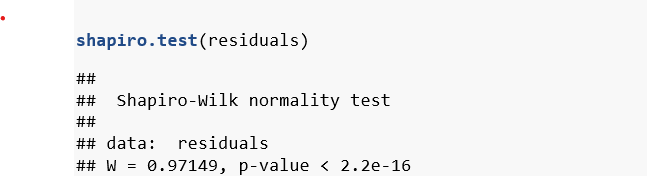 shapiro.test(residuals)
##
##  Shapiro-Wilk normality test
##
## data:  residuals
## W = 0.97149, p-value < 2.2e-16